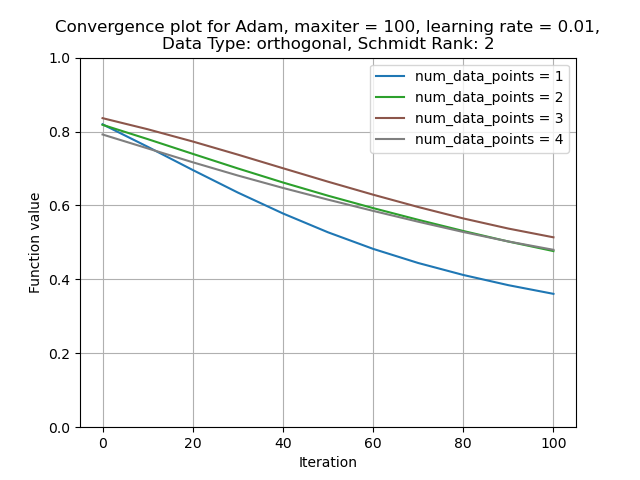 Convergence plot for Adam, maxiter = 100, learning rate = 0.01,
Data Type: orthogonal, Schmidt Rank: 2
num_data_points = 1
num_data_points = 2
num_data_points = 3
num_data_points = 4
Function value
1.0
0.8
0.6
0.4
0.2
0.0
0 20 40 60 80 100
Iteration